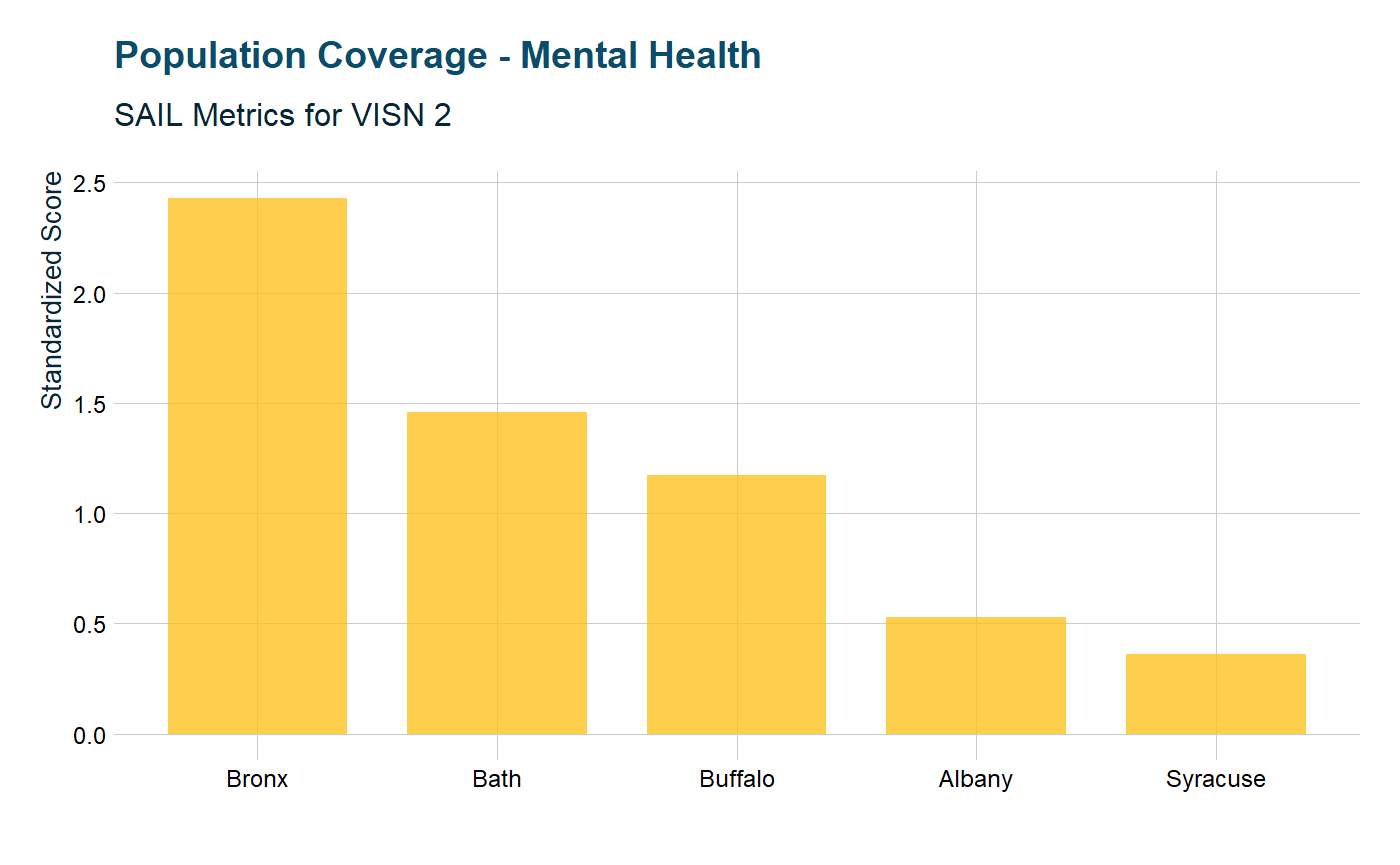 Population Coverage - Mental Health
SAIL Metrics for VISN 2
Standardized Score
2.5
2.0
1.5
1.0
0.5
0.0
Bronx
Bath
Buffalo
Albany
Syracuse